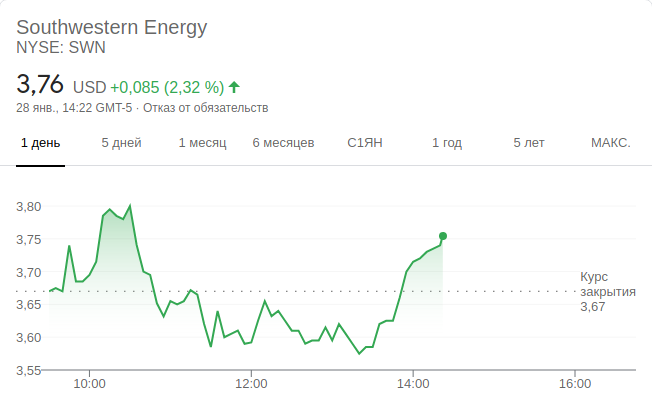 Southwestern Energy
NYSE: SWN
3,76 USD +0,085 (2,32 %)
28 янв., 14:22 GMT-5 · Отказ от обязательств
1 день 5 дней 1 месяц 6 месяцев С1ЯН 1 год 5 лет МАКС.
3,80
3,75
3,70
Курс
закрытия
3,67
3,65
3,60
3,55
10:00 12:00 14:00 16:00